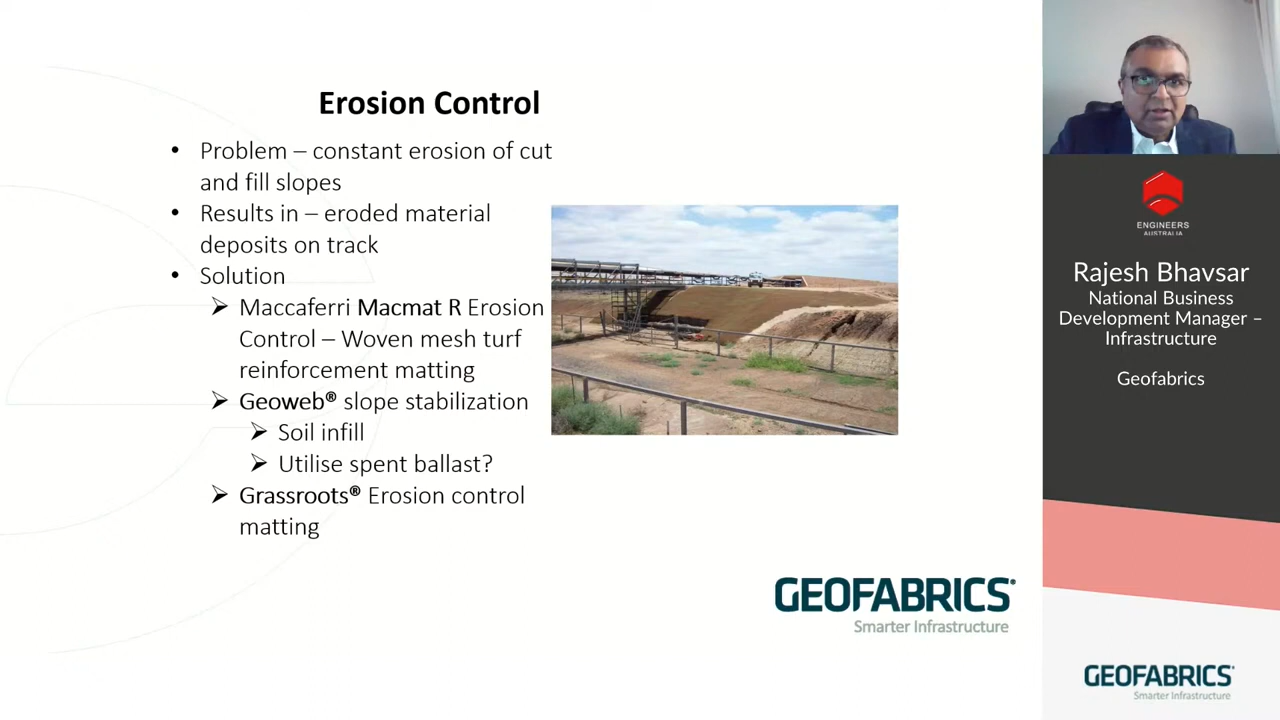 Erosion Control
• Problem – constant erosion of cut
and fill slopes
• Results in – eroded material
deposits on track
• Solution
➢ Maccaferri Macmat R Erosion
Control – Woven mesh turf
reinforcement matting
➢ Geoweb® slope stabilization
➢ Soil infill
➢ Utilise spent ballast?
➢ Grassroots® Erosion control
matting
GEOFABRICS®
Smarter Infrastructure
ENGINEERS
AUSTRALIA
Rajesh Bhavsar
National Business
Development Manager –
Infrastructure
Geofabrics
GEOFABRICS®
Smarter Infrastructure